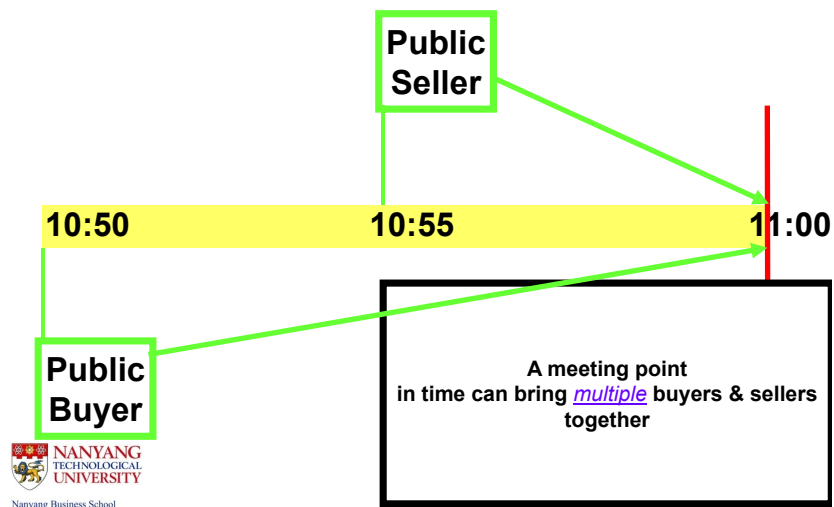 Public
Seller
10:50
10:55
11:00
Public
Buyer
A meeting point
in time can bring multiple buyers & sellers
together
NANYANG
TECHNOLOGICAL
UNIVERSITY
Nanyang Business School